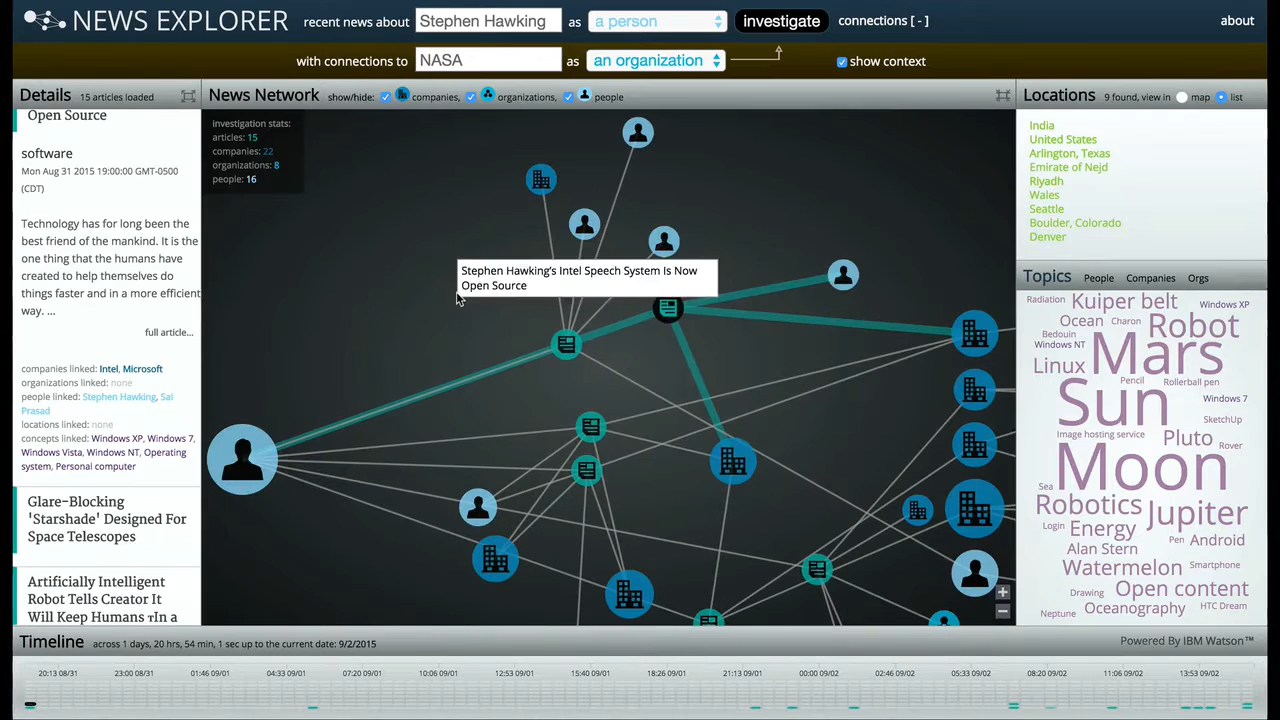 NEWS EXPLORER
recent news about Stephen Hawking as a person investigate connections [ - ] about
with connections to NASA as an organization show context
Details 15 articles loaded
News Network show/hide: companies, organizations, people
Locations 9 found, view in map list
Open Source
software
Mon Aug 31 2015 19:00:00 GMT-0500
(CDT)
Technology has for long been the
best friend of the mankind. It is the
one thing that the humans have
created to help themselves do
things faster and in a more efficient
way. ...
full article...
companies linked: Intel, Microsoft
organizations linked: none
people linked: Stephen Hawking, Sai
Prasad
locations linked: none
concepts linked: Windows XP, Windows 7,
Windows Vista, Windows NT, Operating
system, Personal computer
Glare-Blocking
'Starshade' Designed For
Space Telescopes
Artificially Intelligent
Robot Tells Creator It
Will Keep Humans тIn a
investigation stats:
articles: 15
companies: 22
organizations: 8
people: 16
Stephen Hawking's Intel Speech System Is Now
Open Source
India
United States
Arlington, Texas
Emirate of Nejd
Riyadh
Wales
Seattle
Boulder, Colorado
Denver
Topics People Companies Orgs
Radiation Kuiper belt Windows XP
Ocean Charon Robot
Bedouin
Windows NT Mars
Linux Pencil Rollerball pen
Sun Windows 7
SketchUp
Image hosting service Pluto Rover
Moon
Sea
Robotics Jupiter
Login Energy Pen Android
Alan Stern
Watermelon Smartphone
Drawing Open content
Neptune Oceanography HTC Dream
+
−
Timeline across 1 days, 20 hrs, 54 min, 1 sec up to the current date: 9/2/2015 Powered By IBM Watson™
20:13 08/31 23:00 08/31 01:46 09/01 04:33 09/01 07:20 09/01 10:06 09/01 12:53 09/01 15:40 09/01 18:26 09/01 21:13 09/01 00:00 09/02 02:46 09/02 05:33 09/02 08:20 09/02 11:06 09/02 13:53 09/02